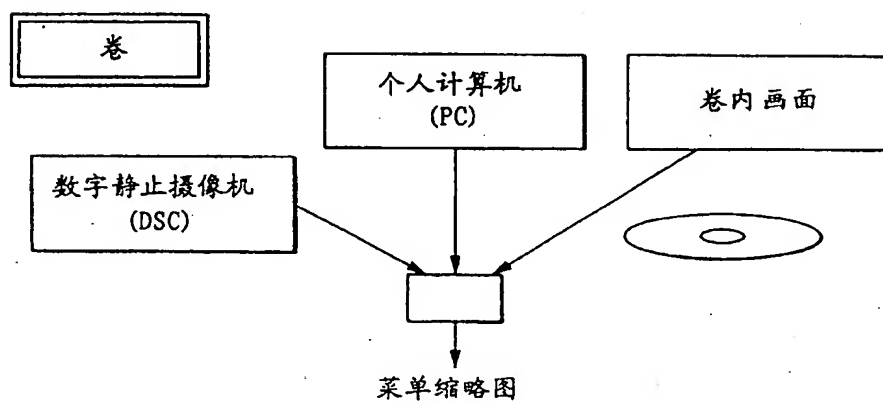 卷
个人计算机
(PC)
卷内画面
数字静止摄像机
(DSC)
菜单缩略图